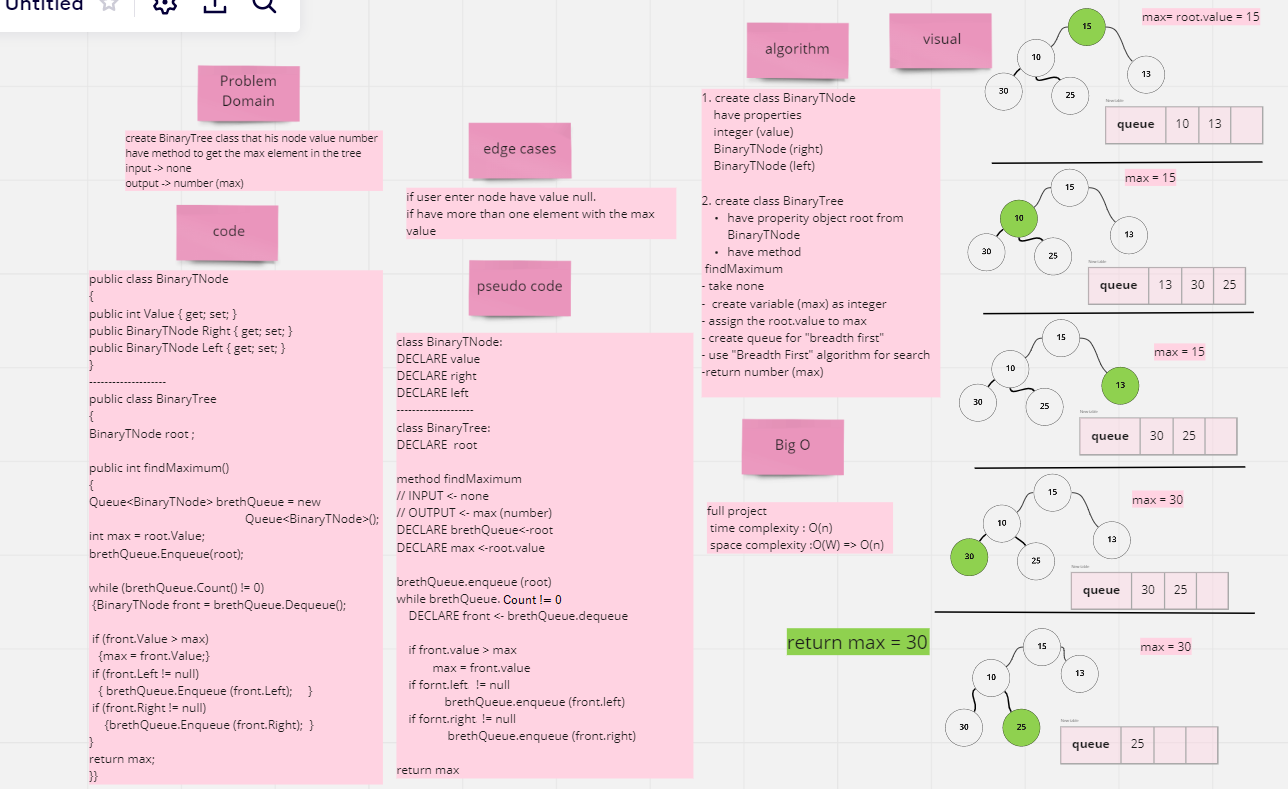 Untitled
Problem
Domain
create BinaryTree class that his node value number
have method to get the max element in the tree
input -> none
output -> number (max)
code
public class BinaryTNode
{
public int Value { get; set; }
public BinaryTNode Right { get; set; }
public BinaryTNode Left { get; set; }
}
--------------------
public class BinaryTree
{
BinaryTNode root ;
public int findMaximum()
{
Queue<BinaryTNode> brethQueue = new
Queue<BinaryTNode>();
int max = root.Value;
brethQueue.Enqueue(root);
while (brethQueue.Count() != 0)
{BinaryTNode front = brethQueue.Dequeue();
if (front.Value > max)
{max = front.Value;}
if (front.Left != null)
{ brethQueue.Enqueue (front.Left); }
if (front.Right != null)
{brethQueue.Enqueue (front.Right); }
}
return max;
}}
edge cases
if user enter node have value null.
if have more than one element with the max
value
pseudo code
class BinaryTNode:
DECLARE value
DECLARE right
DECLARE left
--------------------
class BinaryTree:
DECLARE root
method findMaximum
// INPUT <- none
// OUTPUT <- max (number)
DECLARE brethQueue<-root
DECLARE max <-root.value
brethQueue.enqueue (root)
while brethQueue. Count != 0
DECLARE front <- brethQueue.dequeue
if front.value > max
max = front.value
if fornt.left != null
brethQueue.enqueue (front.left)
if fornt.right != null
brethQueue.enqueue (front.right)
return max
algorithm
1. create class BinaryTNode
have properties
integer (value)
BinaryTNode (right)
BinaryTNode (left)
2. create class BinaryTree
• have properity object root from
BinaryTNode
• have method
findMaximum
- take none
- create variable (max) as integer
- assign the root.value to max
- create queue for "breadth first"
- use "Breadth First" algorithm for search
-return number (max)
Big O
full project
time complexity : O(n)
space complexity :O(W) => O(n)
return max = 30
visual
max= root.value = 15
15
10
13
30
25
New table
queue 10 13
max = 15
15
10
13
30
25
New table
queue 13 30 25
max = 15
15
10
13
30
25
New table
queue 30 25
max = 30
15
10
13
30
25
New table
queue 30 25
max = 30
15
10
13
30
25
New table
queue 25